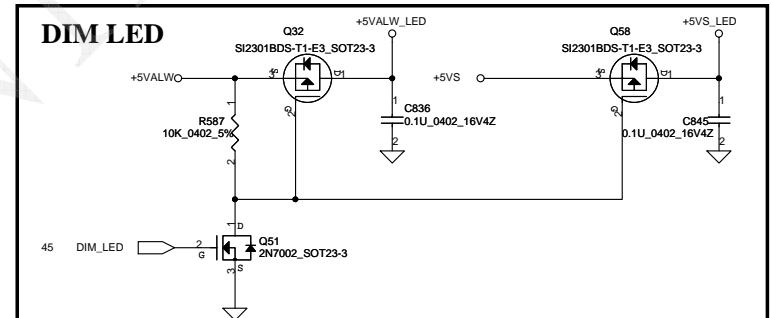 DIM LED
Q32
SI2301BDS-T1-E3_SOT23-3
+5VALW_LED
+5VALW
3 S
D 1
G 2
1
C836
0.1U_0402_16V4Z
2
Q58
SI2301BDS-T1-E3_SOT23-3
+5VS_LED
+5VS
3 S
D 1
G 2
1
C845
0.1U_0402_16V4Z
2
1
R587
10K_0402_5%
2
45 DIM_LED
2
G
1 D
Q51
2N7002_SOT23-3
3 S